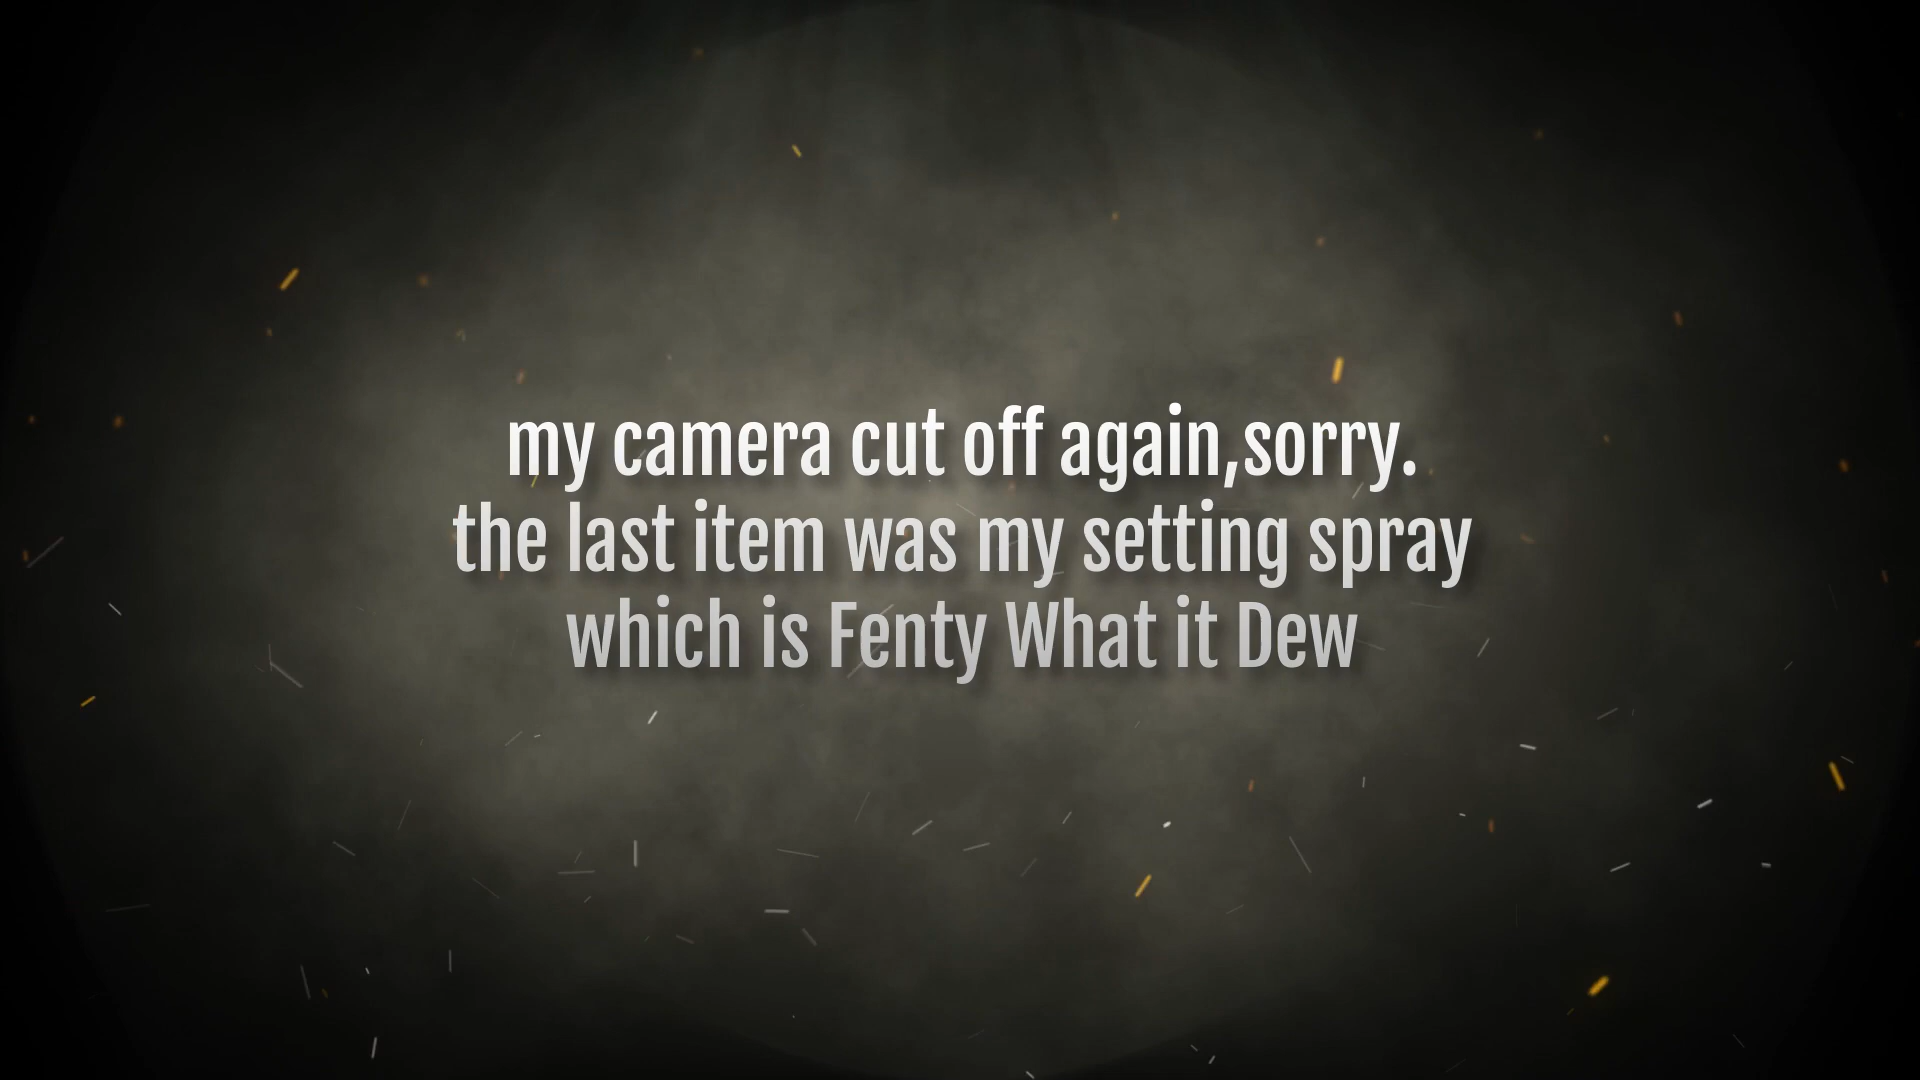 my camera cut off again,sorry.
the last item was my setting spray
which is Fenty What it Dew